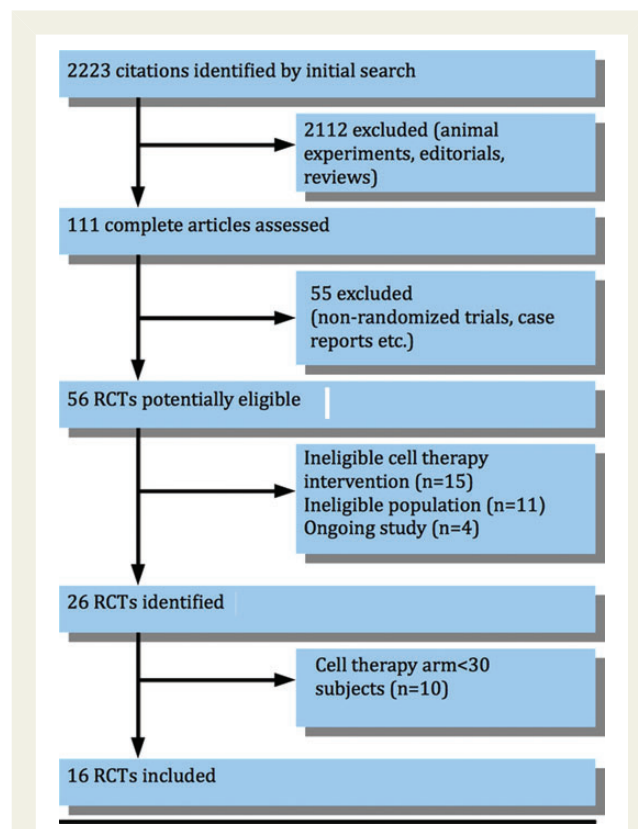 2223 citations identified by initial search
2112 excluded (animal
experiments, editorials,
reviews)
111 complete articles assessed
55 excluded
(non-randomized trials, case
reports etc.)
56 RCTs potentially eligible
Ineligible cell therapy
intervention (n=15)
Ineligible population (n=11)
Ongoing study (n=4)
26 RCTs identified
Cell therapy arm<30
subjects (n=10)
16 RCTs included